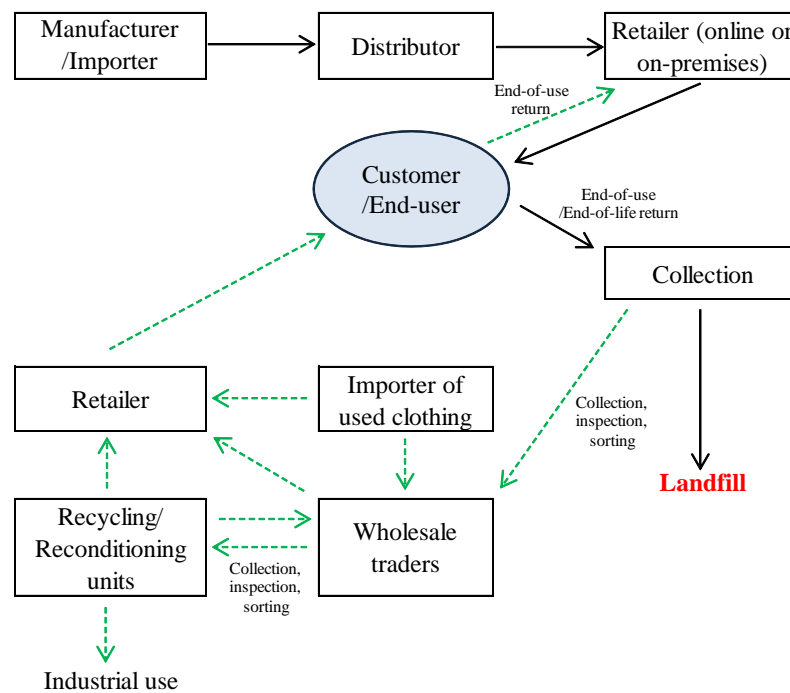 Manufacturer
/Importer
Distributor
Retailer (online or
on-premises)
End-of-use
return
Customer
/End-user
End-of-use
/End-of-life return
Collection
Retailer
Importer of
used clothing
Collection,
inspection,
sorting
Landfill
Recycling/
Reconditioning
units
Wholesale
traders
Collection,
inspection,
sorting
Industrial use